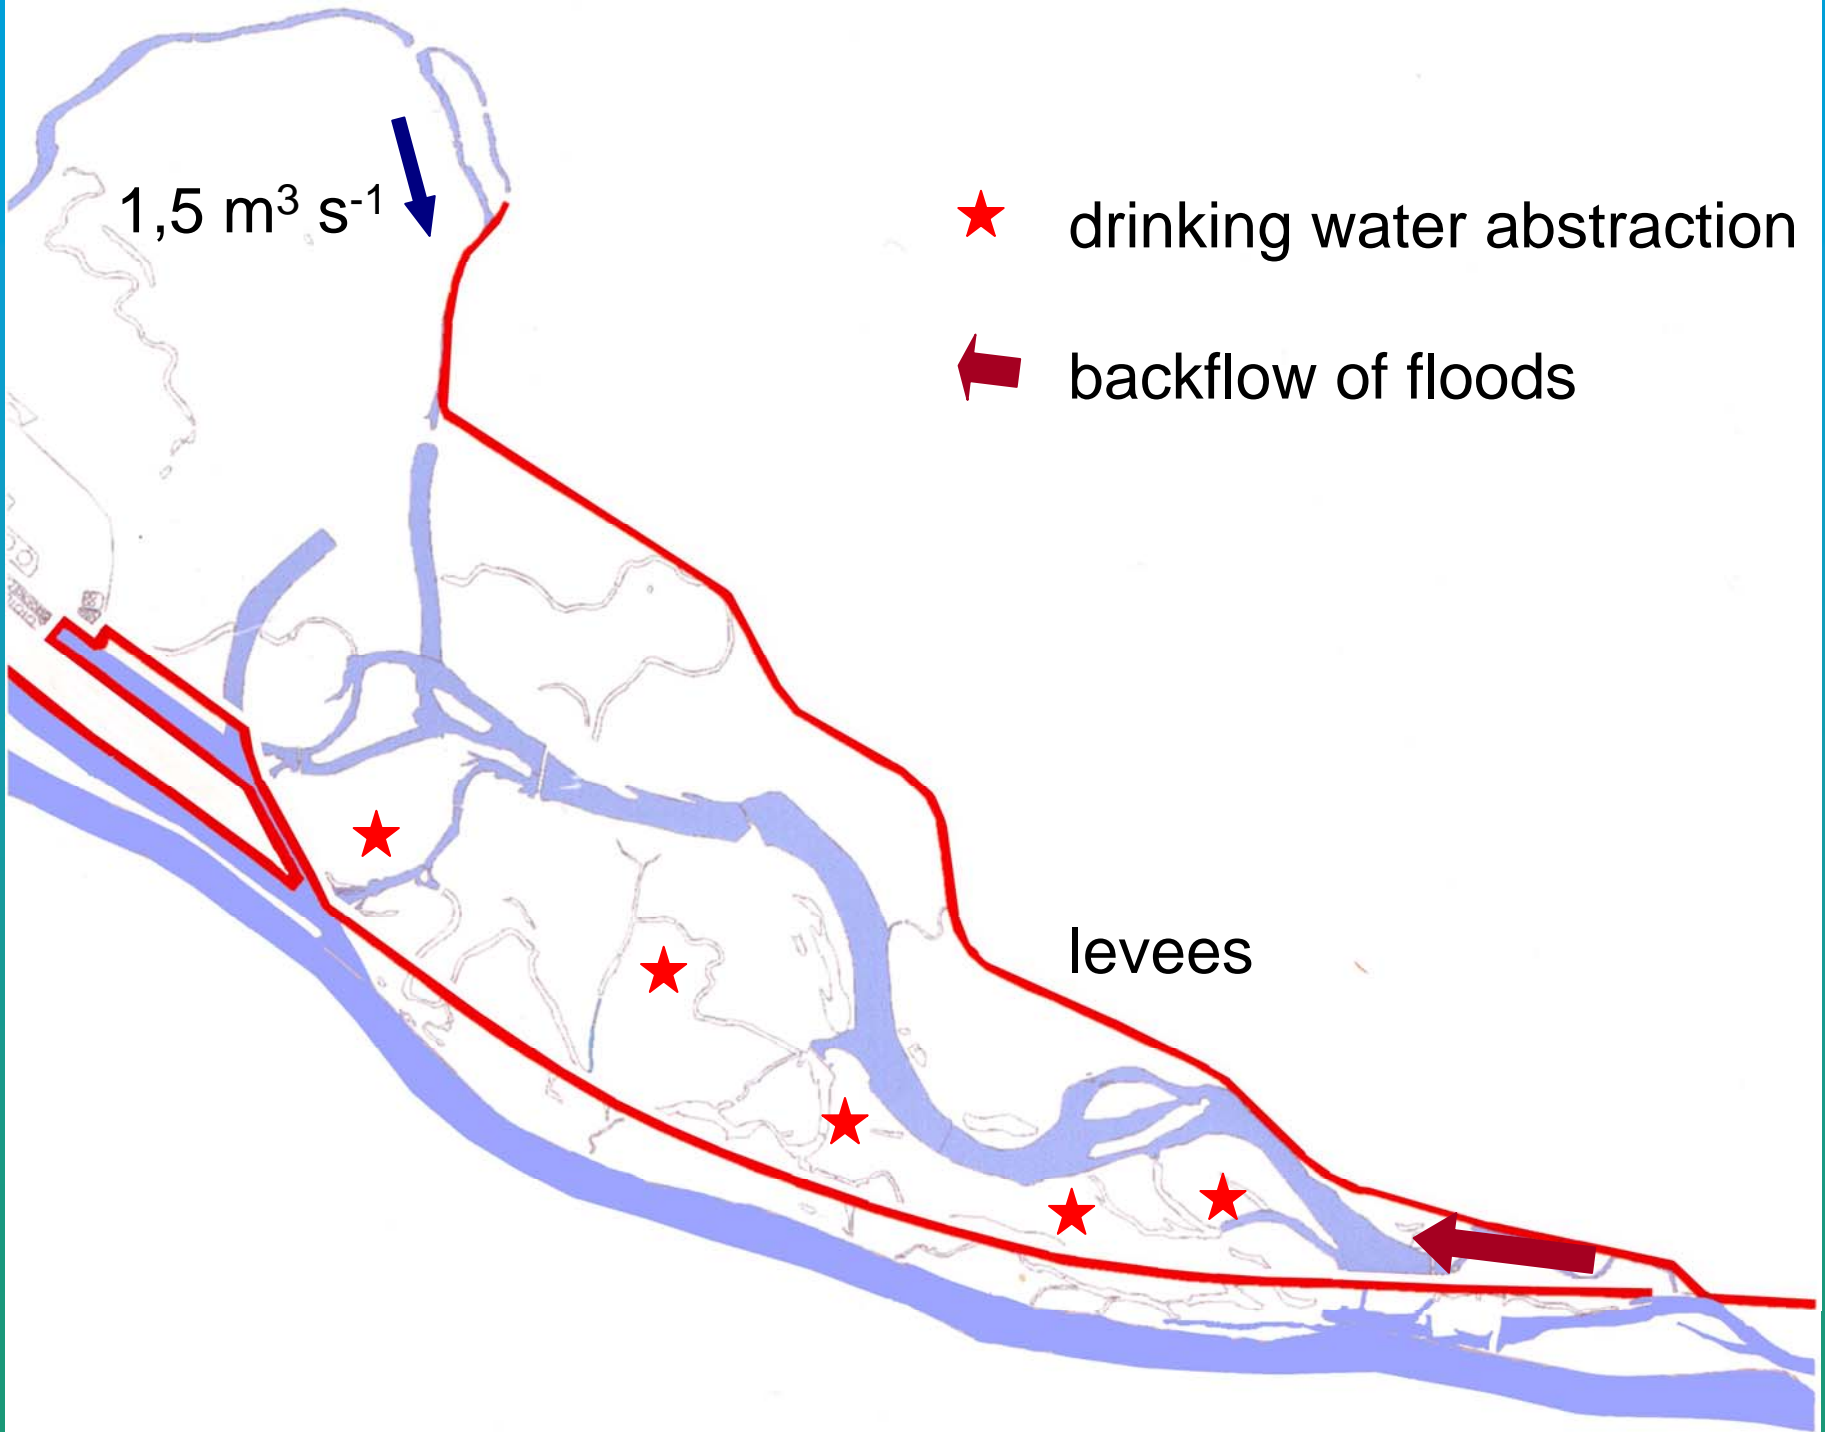 1,5 m³ s⁻¹
drinking water abstraction
backflow of floods
levees